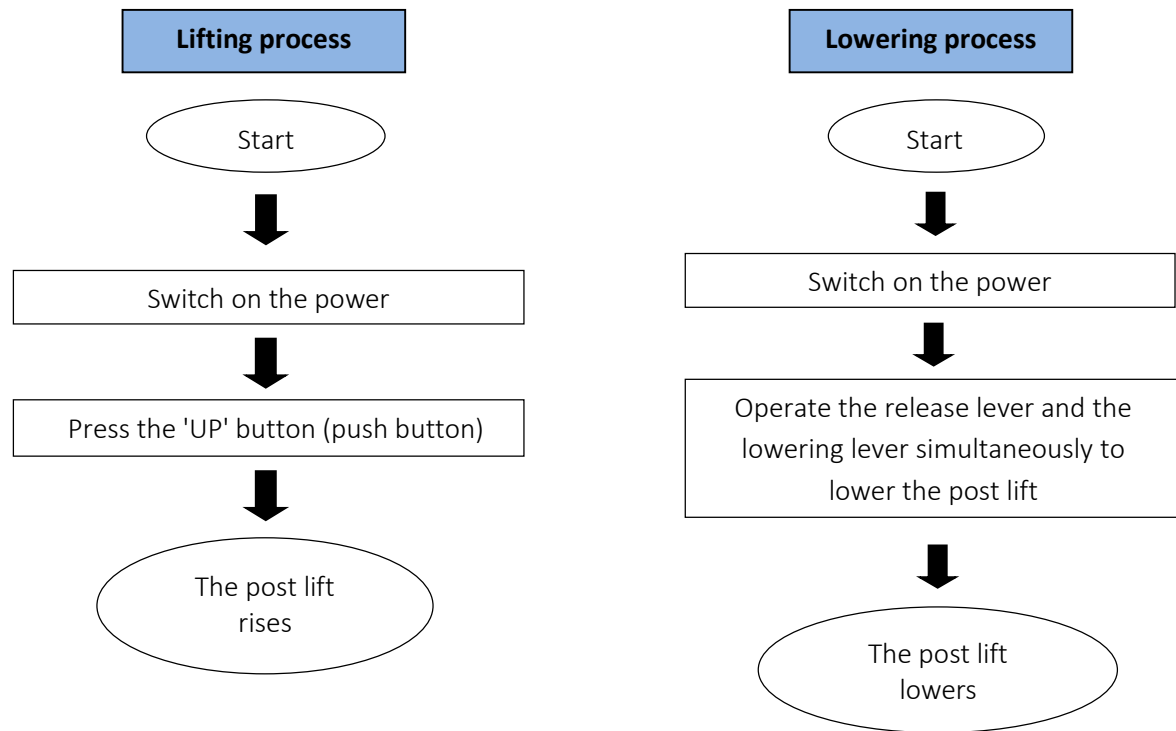 Lifting process
Start
Switch on the power
Press the 'UP' button (push button)
The post lift
rises
Lowering process
Start
Switch on the power
Operate the release lever and the
lowering lever simultaneously to
lower the post lift
The post lift
lowers